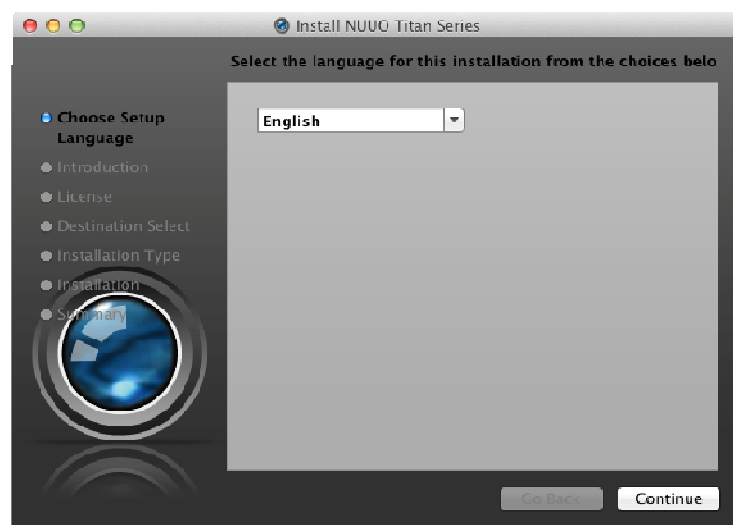 Install NUUO Titan Series
Select the language for this installation from the choices belo
Choose Setup
Language
English
Introduction
License
Destination Select
Installation Type
Installation
Summary
Go Back
Continue